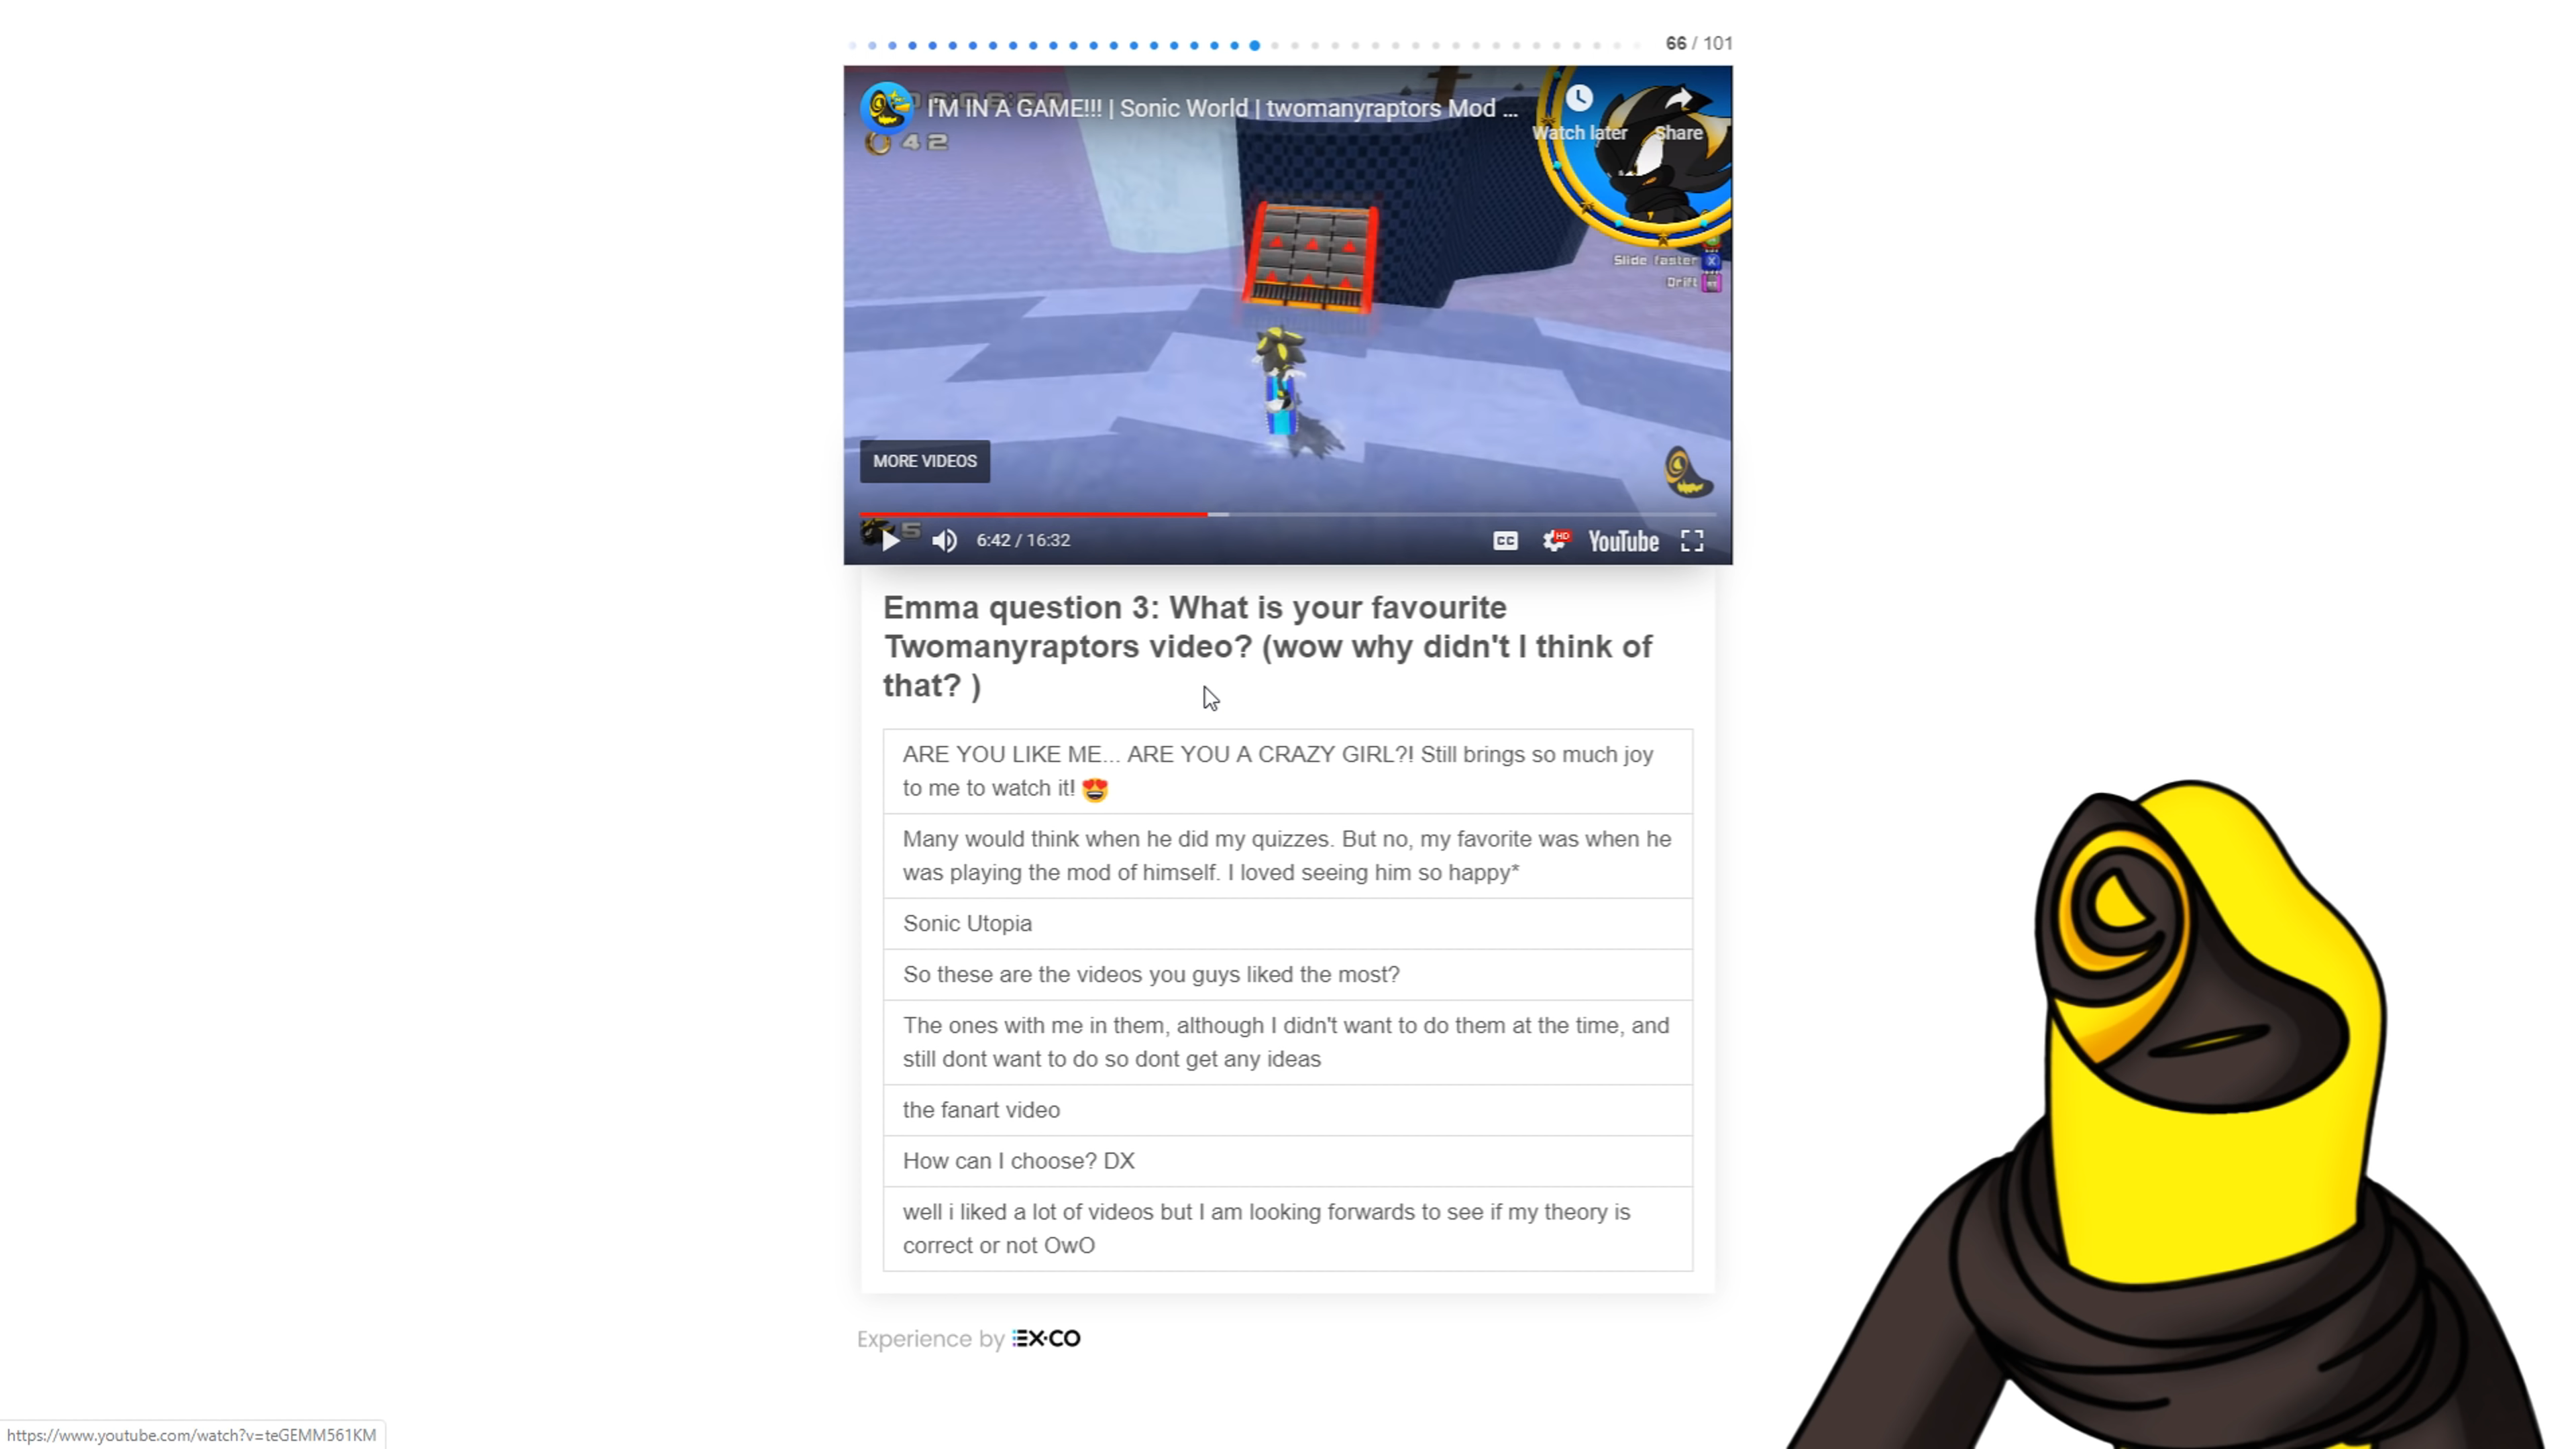 66 / 101
I'M IN A GAME!!! | Sonic World | twomanyraptors Mod ...
Watch later
Share
42
Slide faster X
Drift
MORE VIDEOS
5
6:42 / 16:32
CC
HD
YouTube
Emma question 3: What is your favourite
Twomanyraptors video? (wow why didn't I think of
that? )
ARE YOU LIKE ME... ARE YOU A CRAZY GIRL?! Still brings so much joy
to me to watch it! 😍
Many would think when he did my quizzes. But no, my favorite was when he
was playing the mod of himself. I loved seeing him so happy*
Sonic Utopia
So these are the videos you guys liked the most?
The ones with me in them, although I didn't want to do them at the time, and
still dont want to do so dont get any ideas
the fanart video
How can I choose? DX
well i liked a lot of videos but I am looking forwards to see if my theory is
correct or not OwO
Experience by EX·CO
https://www.youtube.com/watch?v=teGEMM561KM